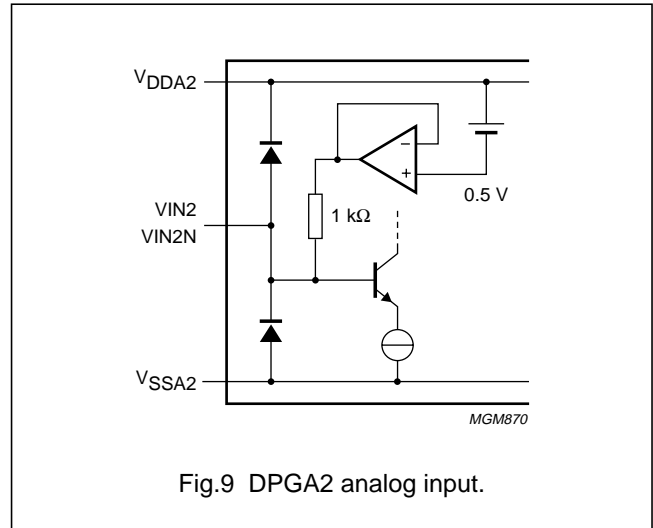 VDDA2
−
+
0.5 V
VIN2
1 kΩ
VIN2N
VSSA2
MGM870
Fig.9 DPGA2 analog input.